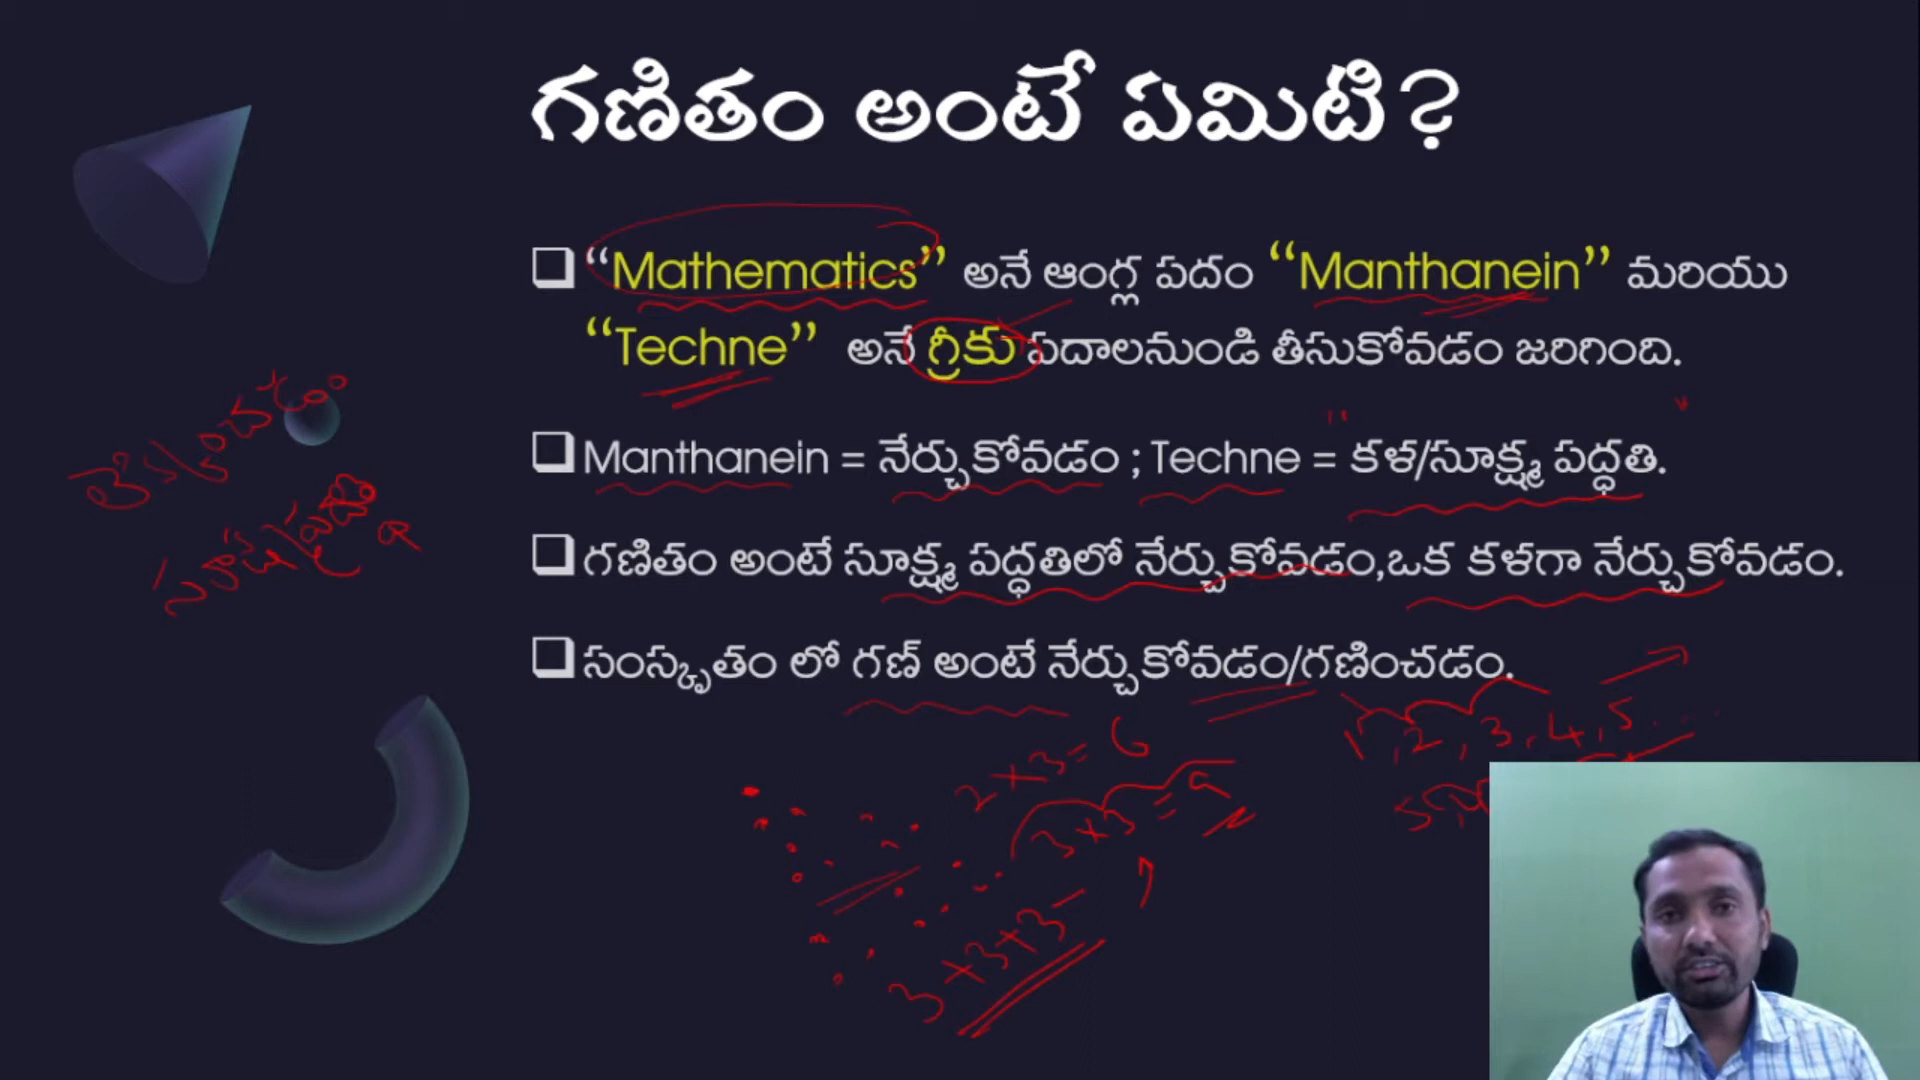 గణితం అంటే ఏమిటి?
“Mathematics” అనే ఆంగ్ల పదం “Manthanein” మరియు
“Techne” అనే గ్రీకు పదాలనుండి తీసుకోవడం జరిగింది.
Manthanein = నేర్చుకోవడం ; Techne = కళ/సూక్ష్మ పద్ధతి.
గణితం అంటే సూక్ష్మ పద్ధతిలో నేర్చుకోవడం,ఒక కళగా నేర్చుకోవడం.
సంస్కృతం లో గణ్ అంటే నేర్చుకోవడం/గణించడం.
1, 2, 3, 4, 5 ...
2×3= 6
3×3 = 9
3×3×3